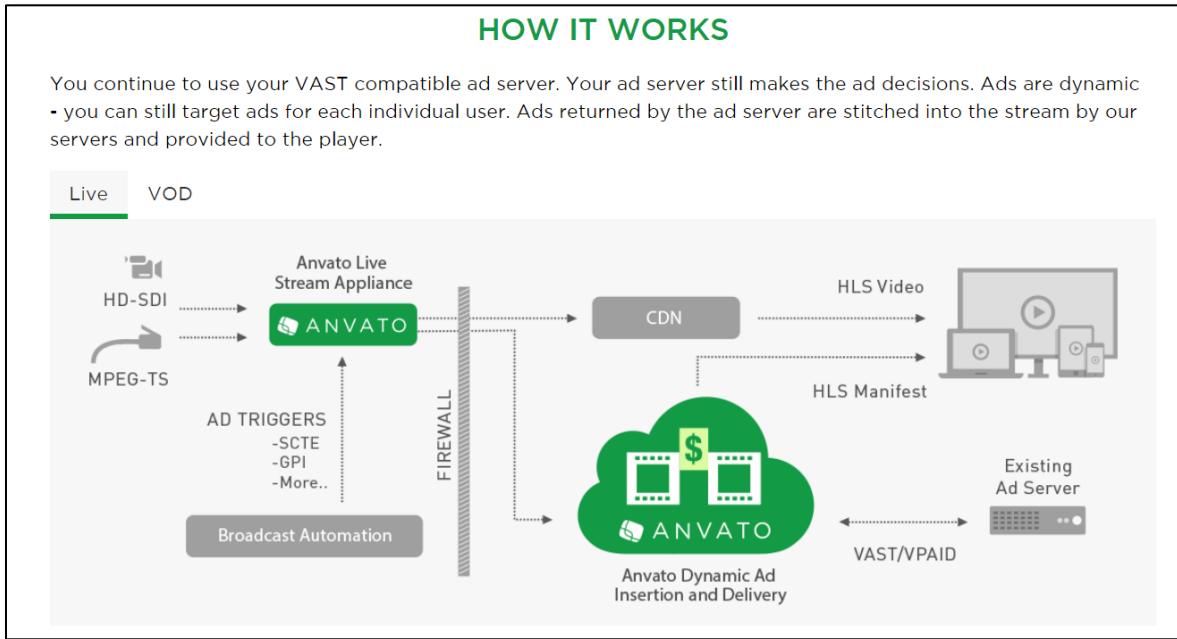 HOW IT WORKS
You continue to use your VAST compatible ad server. Your ad server still makes the ad decisions. Ads are dynamic
- you can still target ads for each individual user. Ads returned by the ad server are stitched into the stream by our
servers and provided to the player.
Live
VOD
HD-SDI
MPEG-TS
Anvato Live
Stream Appliance
ANVATO
AD TRIGGERS
-SCTE
-GPI
-More..
Broadcast Automation
FIREWALL
CDN
HLS Video
HLS Manifest
$
ANVATO
Anvato Dynamic Ad
Insertion and Delivery
VAST/VPAID
Existing
Ad Server